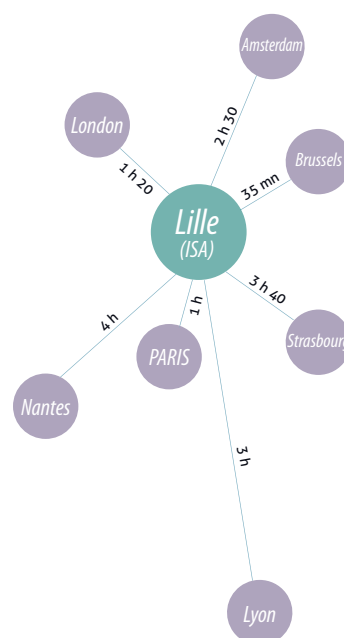 Amsterdam
2 h 30
London
1 h 20
Brussels
35 mn
Lille
(ISA)
3 h 40
Strasbourg
1 h
PARIS
4 h
Nantes
3 h
Lyon